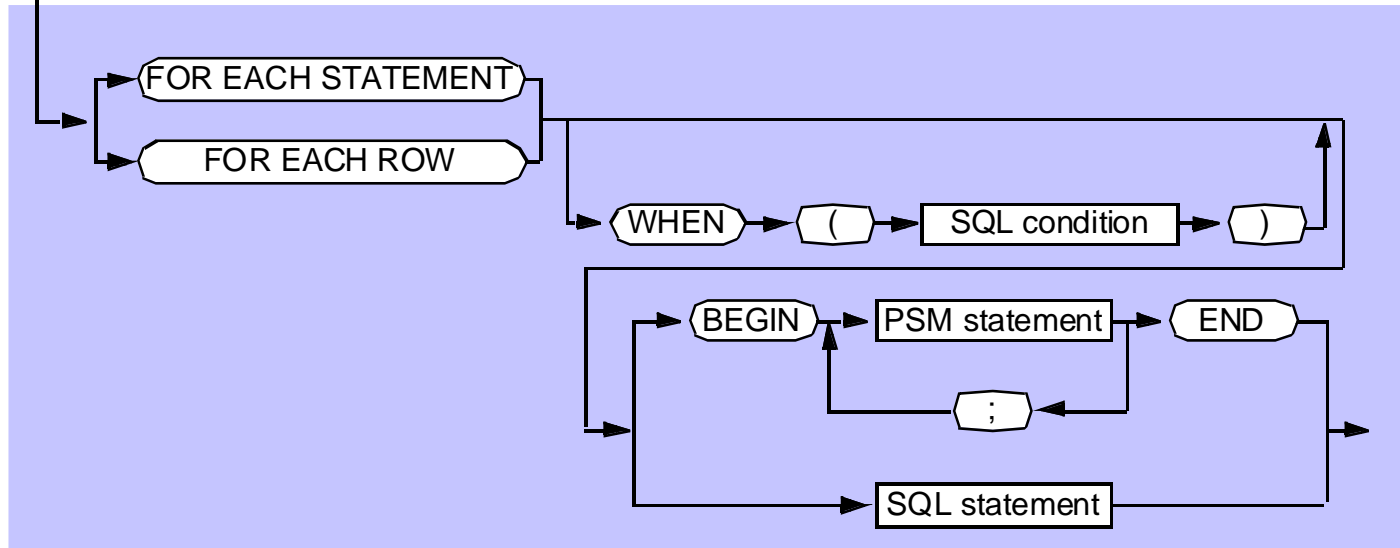 FOR EACH STATEMENT
FOR EACH ROW
WHEN ( SQL condition )
BEGIN PSM statement END
;
SQL statement